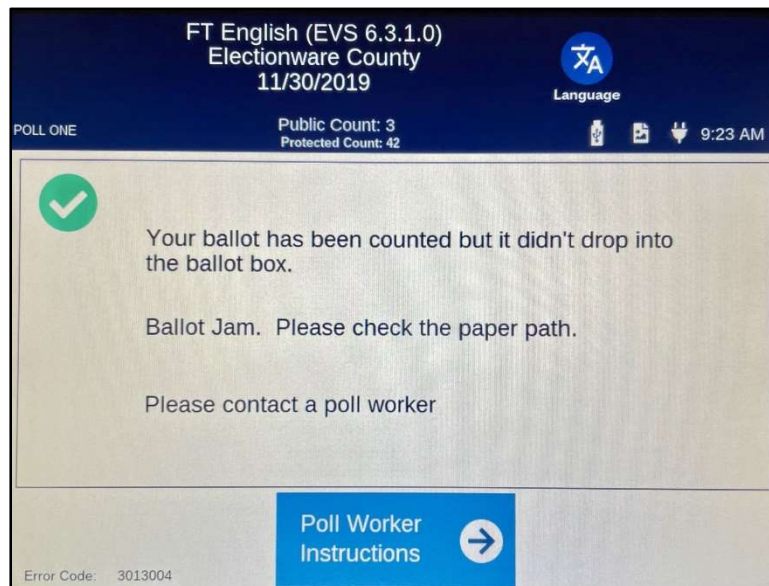 FT English (EVS 6.3.1.0)
Electionware County
11/30/2019
Language
POLL ONE
Public Count: 3
Protected Count: 42
9:23 AM
Your ballot has been counted but it didn't drop into
the ballot box.
Ballot Jam.  Please check the paper path.
Please contact a poll worker
Poll Worker
Instructions
Error Code: 3013004